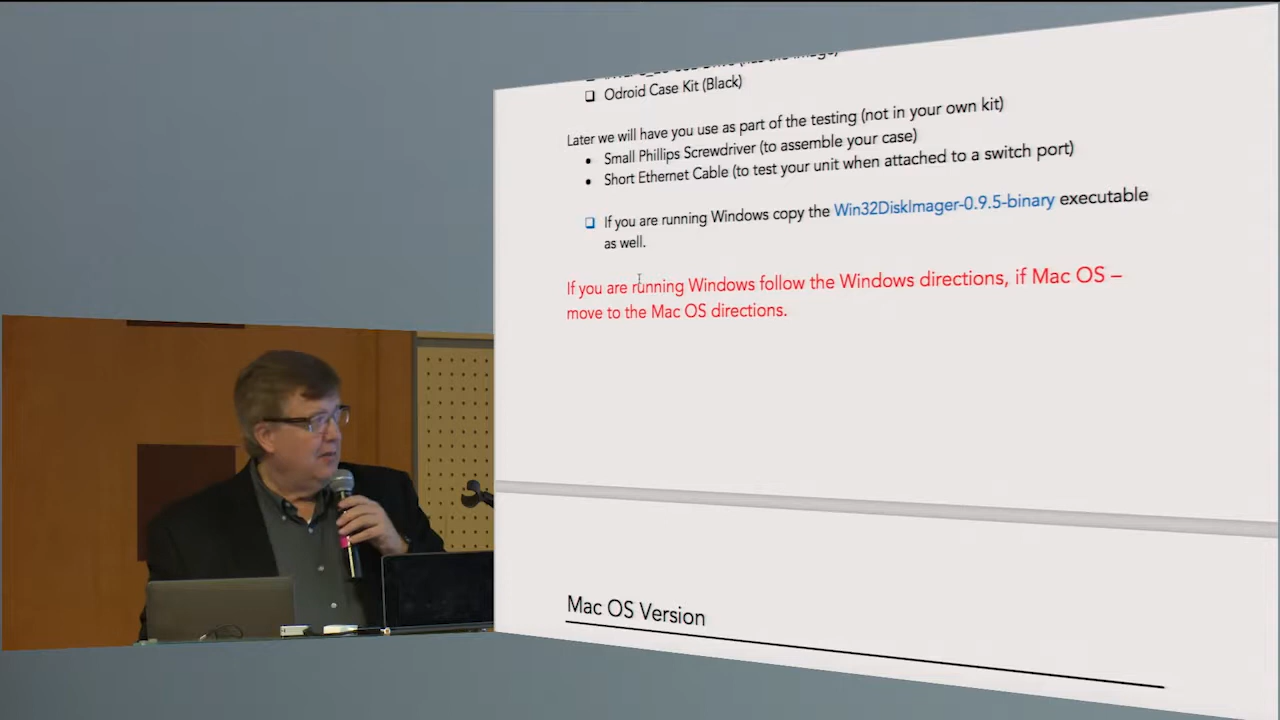 ❑ Odroid Case Kit (Black)
Later we will have you use as part of the testing (not in your own kit)
• Small Phillips Screwdriver (to assemble your case)
• Short Ethernet Cable (to test your unit when attached to a switch port)
❑ If you are running Windows copy the Win32DiskImager-0.9.5-binary executable
as well.
If you are running Windows follow the Windows directions, if Mac OS –
move to the Mac OS directions.
Mac OS Version